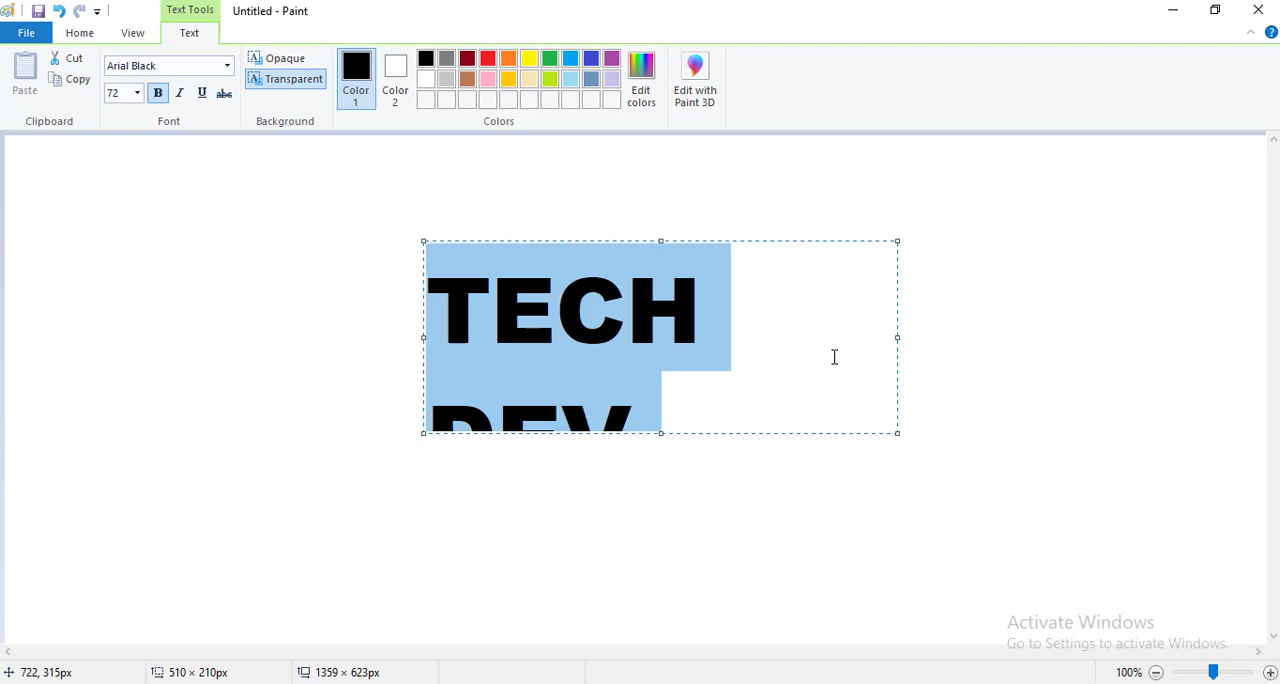 Text Tools
Untitled - Paint
File
Home
View
Text
Paste
Cut
Copy
Clipboard
Arial Black
72
B
I
U
abc
Font
Opaque
Transparent
Background
Color
1
Color
2
Edit
colors
Colors
Edit with
Paint 3D
TECH
DEV
Activate Windows
Go to Settings to activate Windows.
722, 315px
510 × 210px
1359 × 623px
100%